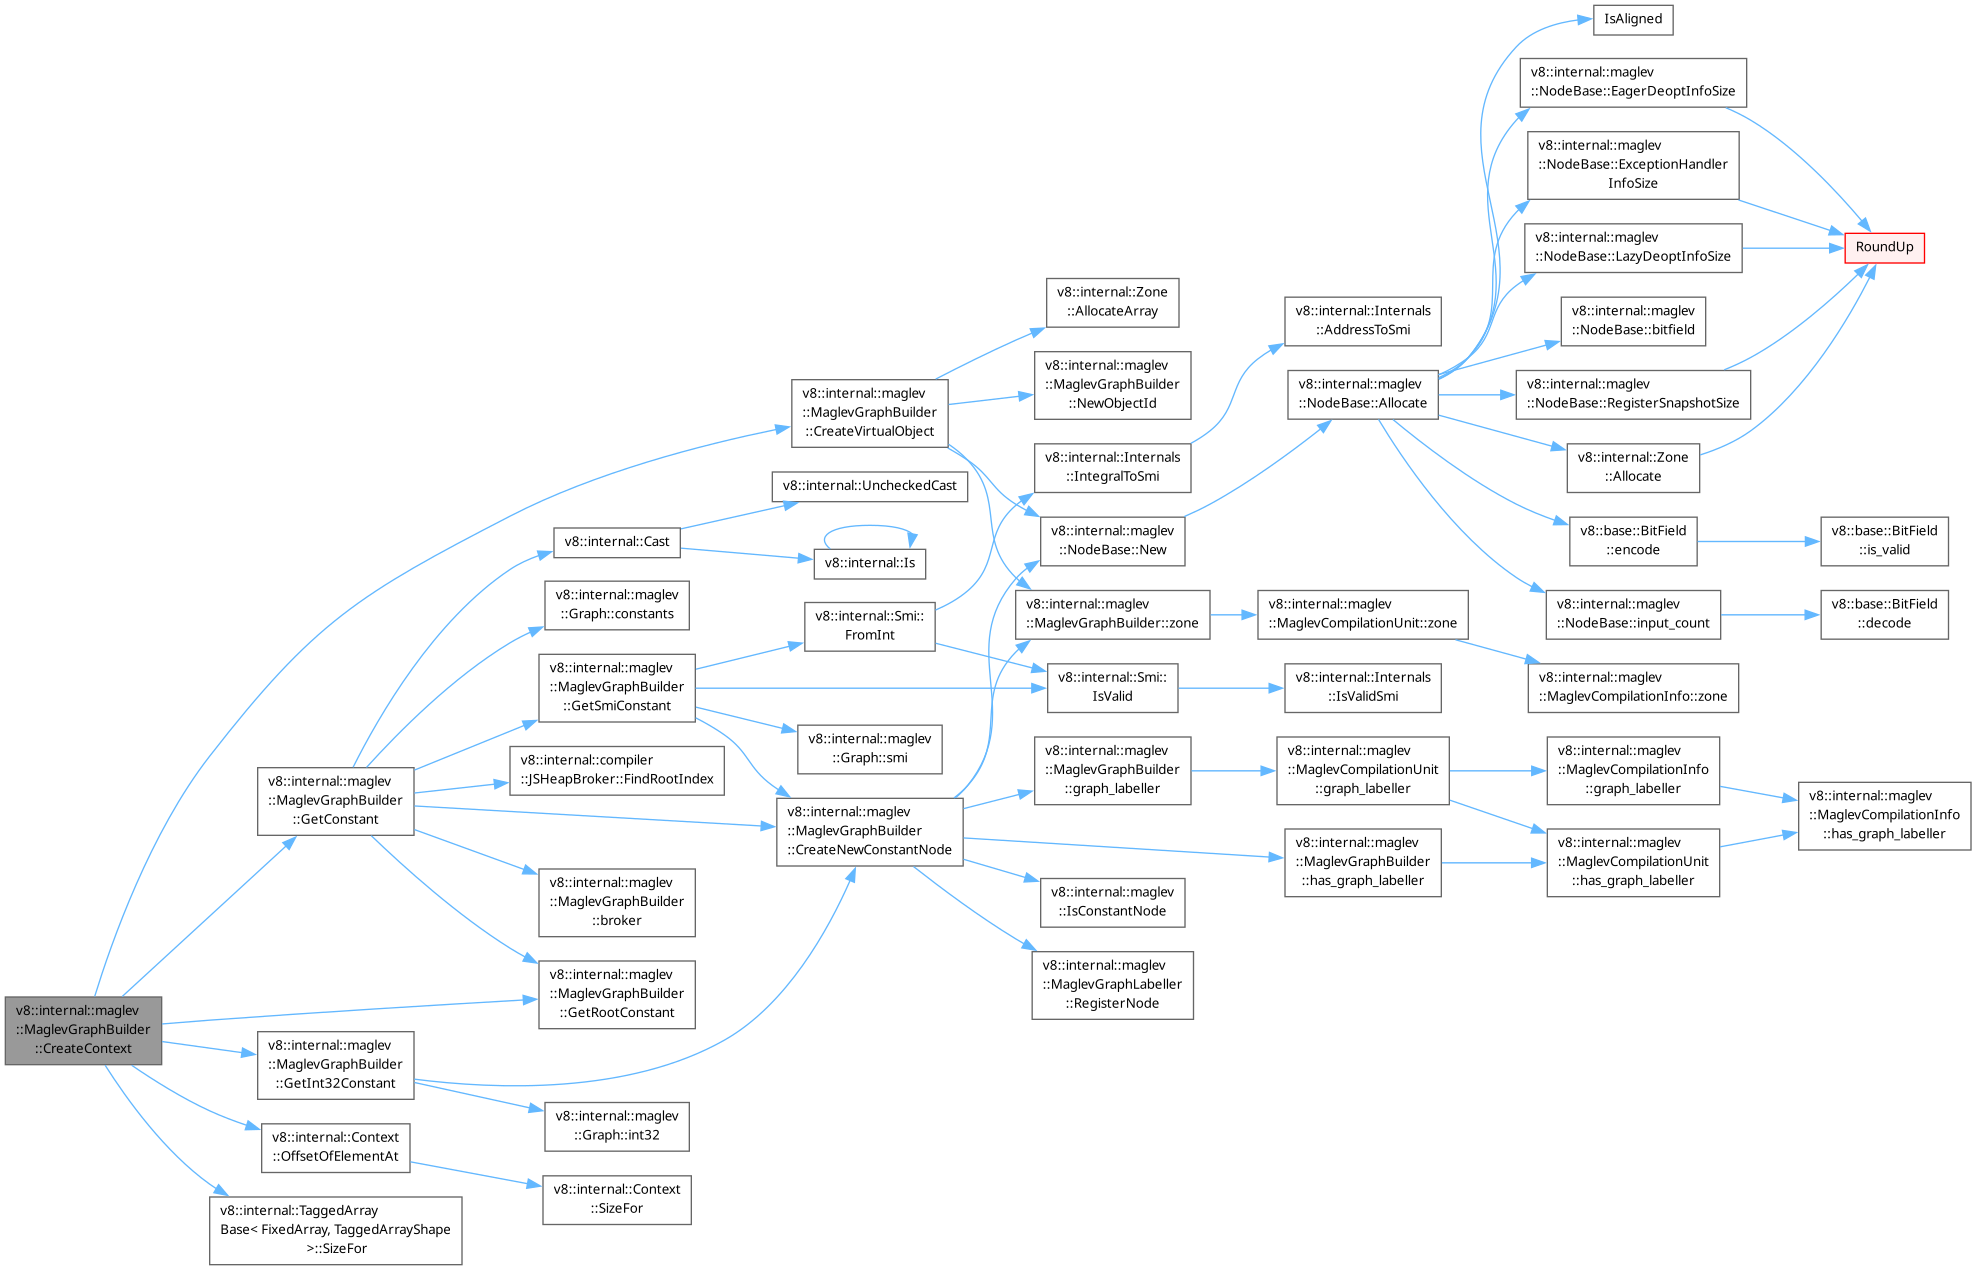 v8::internal::maglev
::MaglevGraphBuilder
::CreateContext
v8::internal::maglev
::MaglevGraphBuilder
::GetConstant
v8::internal::maglev
::MaglevGraphBuilder
::GetInt32Constant
v8::internal::Context
::OffsetOfElementAt
v8::internal::TaggedArray
Base< FixedArray, TaggedArrayShape
>::SizeFor
v8::internal::Cast
v8::internal::maglev
::Graph::constants
v8::internal::maglev
::MaglevGraphBuilder
::GetSmiConstant
v8::internal::compiler
::JSHeapBroker::FindRootIndex
v8::internal::maglev
::MaglevGraphBuilder
::broker
v8::internal::maglev
::MaglevGraphBuilder
::GetRootConstant
v8::internal::maglev
::Graph::int32
v8::internal::Context
::SizeFor
v8::internal::maglev
::MaglevGraphBuilder
::CreateVirtualObject
v8::internal::UncheckedCast
v8::internal::Is
v8::internal::Smi::
FromInt
v8::internal::maglev
::Graph::smi
v8::internal::maglev
::MaglevGraphBuilder
::CreateNewConstantNode
v8::internal::Zone
::AllocateArray
v8::internal::maglev
::MaglevGraphBuilder
::NewObjectId
v8::internal::Internals
::IntegralToSmi
v8::internal::maglev
::NodeBase::New
v8::internal::maglev
::MaglevGraphBuilder::zone
v8::internal::Smi::
IsValid
v8::internal::maglev
::MaglevGraphBuilder
::graph_labeller
v8::internal::maglev
::IsConstantNode
v8::internal::maglev
::MaglevGraphLabeller
::RegisterNode
v8::internal::Internals
::AddressToSmi
v8::internal::maglev
::NodeBase::Allocate
v8::internal::maglev
::MaglevCompilationUnit::zone
v8::internal::Internals
::IsValidSmi
v8::internal::maglev
::MaglevCompilationUnit
::graph_labeller
v8::internal::maglev
::MaglevGraphBuilder
::has_graph_labeller
IsAligned
v8::internal::maglev
::NodeBase::EagerDeoptInfoSize
v8::internal::maglev
::NodeBase::ExceptionHandler
InfoSize
v8::internal::maglev
::NodeBase::LazyDeoptInfoSize
v8::internal::maglev
::NodeBase::bitfield
v8::internal::maglev
::NodeBase::RegisterSnapshotSize
v8::internal::Zone
::Allocate
v8::base::BitField
::encode
v8::internal::maglev
::NodeBase::input_count
v8::internal::maglev
::MaglevCompilationInfo::zone
v8::internal::maglev
::MaglevCompilationInfo
::graph_labeller
v8::internal::maglev
::MaglevCompilationUnit
::has_graph_labeller
RoundUp
v8::base::BitField
::is_valid
v8::base::BitField
::decode
v8::internal::maglev
::MaglevCompilationInfo
::has_graph_labeller